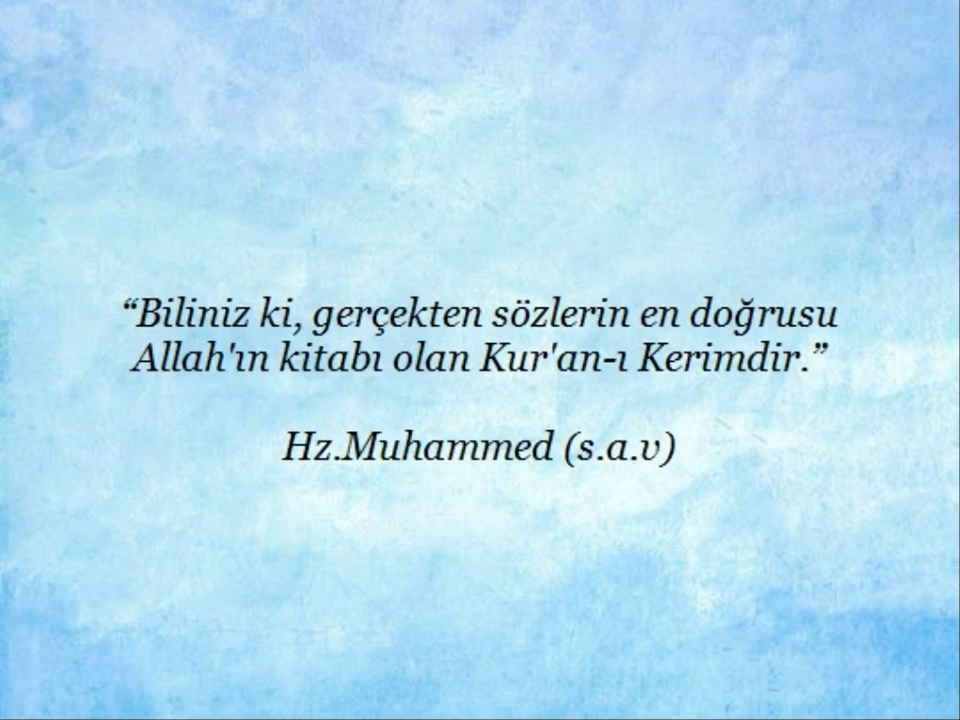 “Biliniz ki, gerçekten sözlerin en doğrusu
Allah'ın kitabı olan Kur'an-ı Kerimdir.”
Hz.Muhammed (s.a.v)